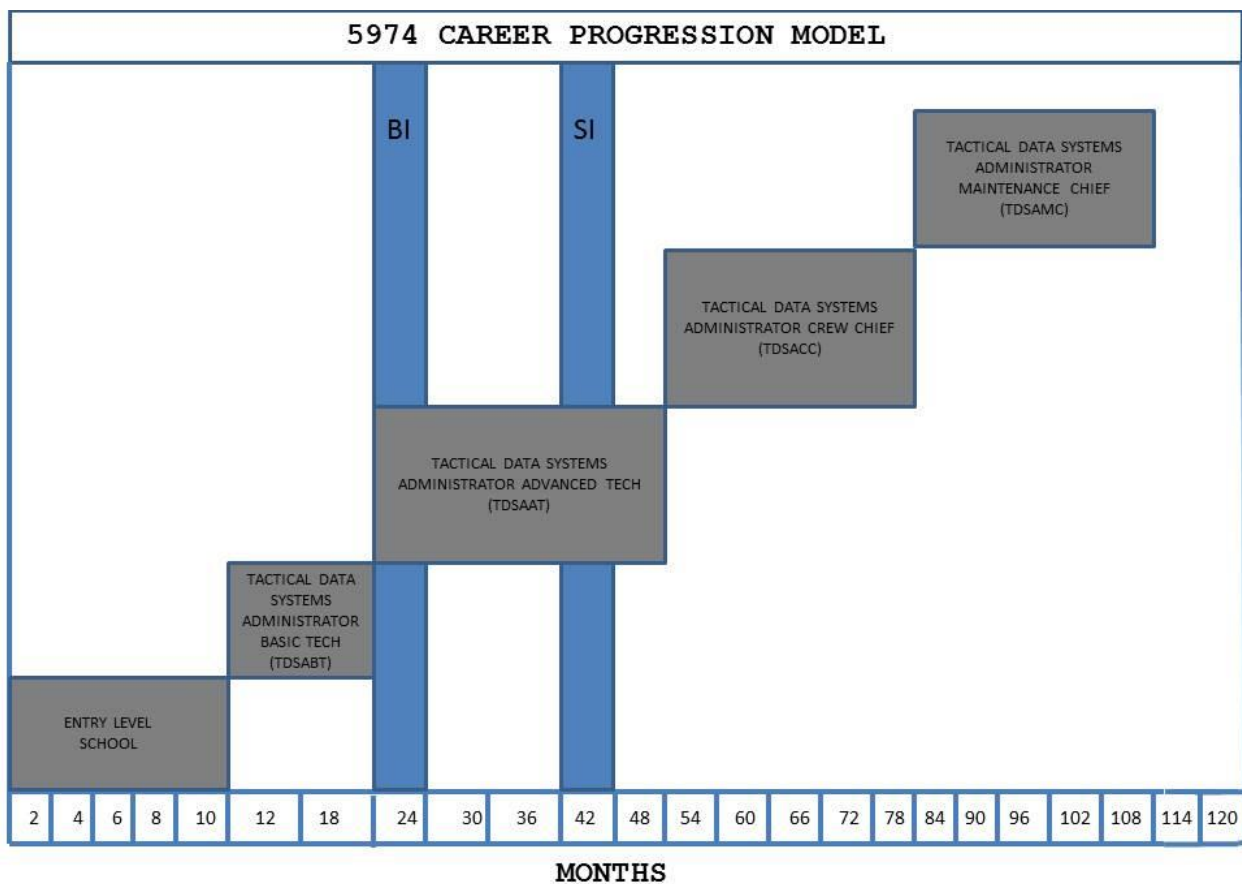 5974 CAREER PROGRESSION MODEL
BI
SI
TACTICAL DATA SYSTEMS
ADMINISTRATOR
MAINTENANCE CHIEF
(TDSAMC)
TACTICAL DATA SYSTEMS
ADMINISTRATOR CREW CHIEF
(TDSACC)
TACTICAL DATA SYSTEMS
ADMINISTRATOR ADVANCED TECH
(TDSAAT)
TACTICAL DATA
SYSTEMS
ADMINISTRATOR
BASIC TECH
(TDSABT)
ENTRY LEVEL
SCHOOL
2 4 6 8 10 12 18 24 30 36 42 48 54 60 66 72 78 84 90 96 102 108 114 120
MONTHS